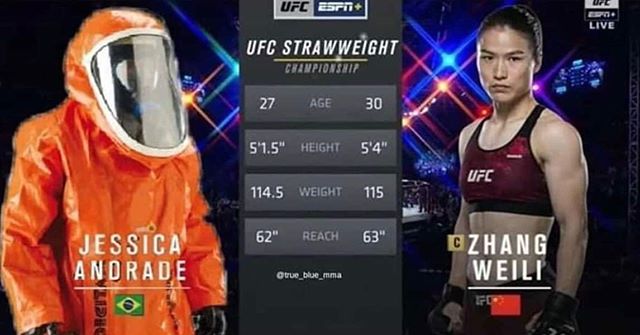 UFC ESPN+
UFC
ESPN+
LIVE
UFC STRAWWEIGHT
CHAMPIONSHIP
27 AGE 30
5'1.5" HEIGHT 5'4"
114.5 WEIGHT 115
62" REACH 63"
@true_blue_mma
JESSICA
ANDRADE
C ZHANG
WEILI
UFC
UFC